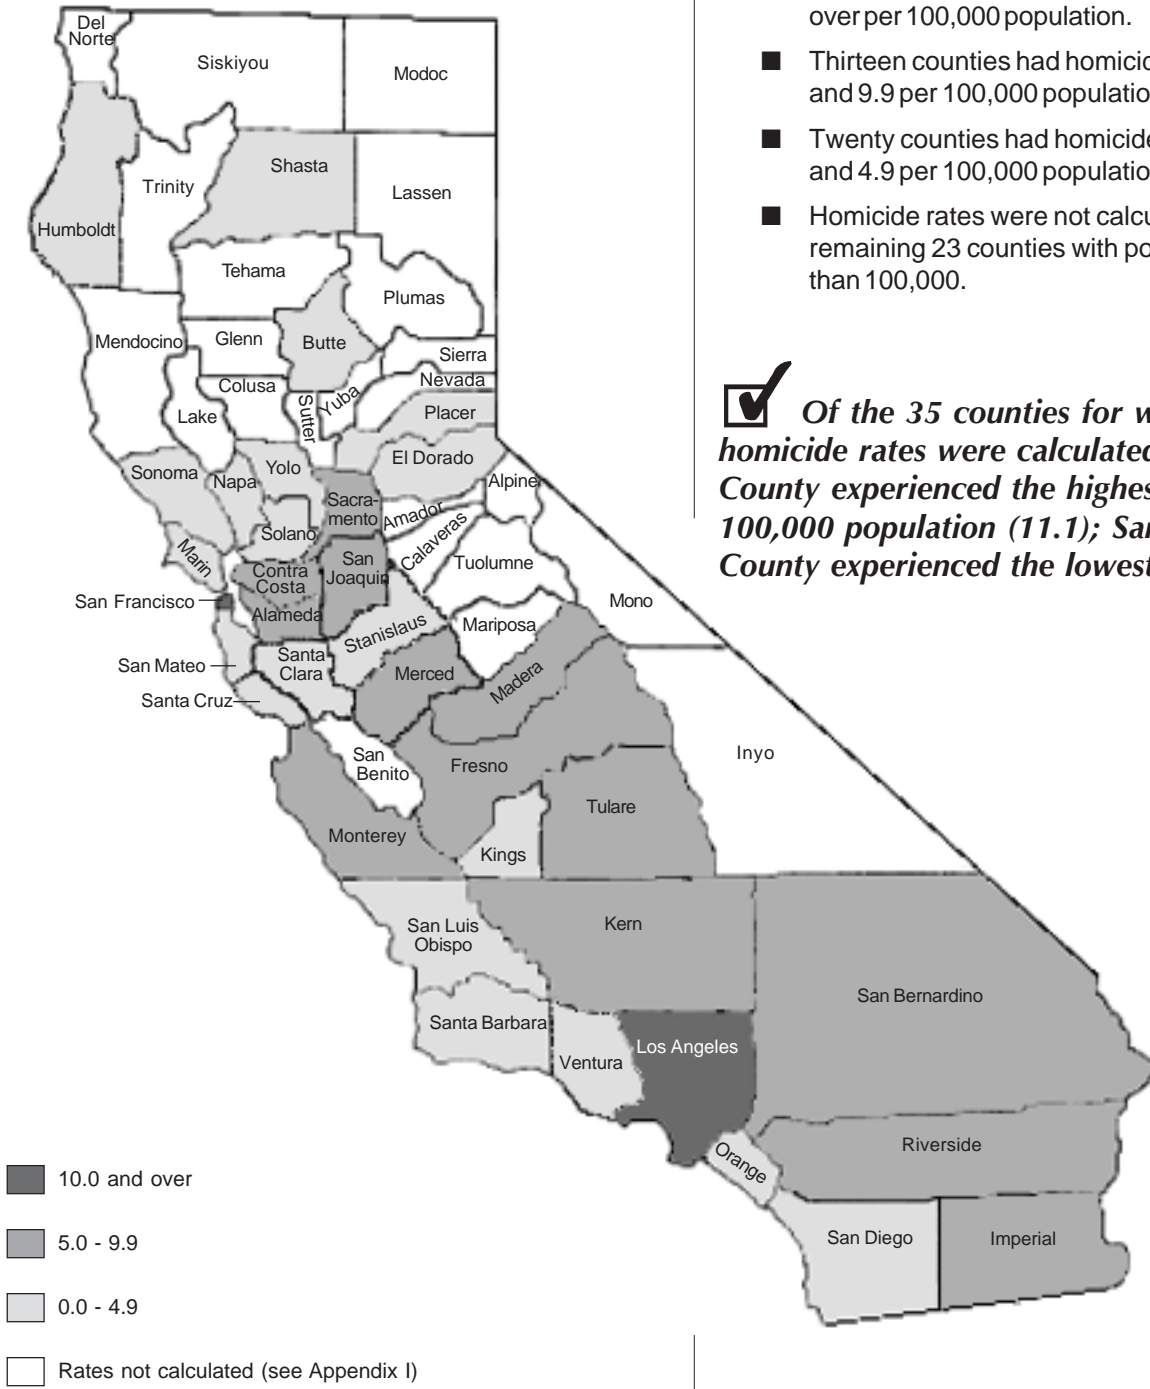 over per 100,000 population.
■ Thirteen counties had homicid
and 9.9 per 100,000 populatio
■ Twenty counties had homicide
and 4.9 per 100,000 population
■ Homicide rates were not calcu
remaining 23 counties with po
than 100,000.
Of the 35 counties for w
homicide rates were calculated
County experienced the highes
100,000 population (11.1); San
County experienced the lowest
Del
Norte
Siskiyou
Modoc
Shasta
Trinity
Lassen
Humboldt
Tehama
Plumas
Mendocino
Glenn
Butte
Sierra
Colusa
Nevada
Lake
Sutter
Yuba
Placer
Sonoma
Napa
Yolo
El Dorado
Alpine
Sacra-
mento
Amador
Solano
Calaveras
Marin
Contra
Costa
San
Joaquin
Tuolumne
San Francisco
Alameda
Mono
Stanislaus
Mariposa
San Mateo
Santa
Clara
Merced
Madera
Santa Cruz
San
Benito
Fresno
Inyo
Tulare
Monterey
Kings
San Luis
Obispo
Kern
San Bernardino
Santa Barbara
Ventura
Los Angeles
Orange
Riverside
San Diego
Imperial
10.0 and over
5.0 - 9.9
0.0 - 4.9
Rates not calculated (see Appendix I)